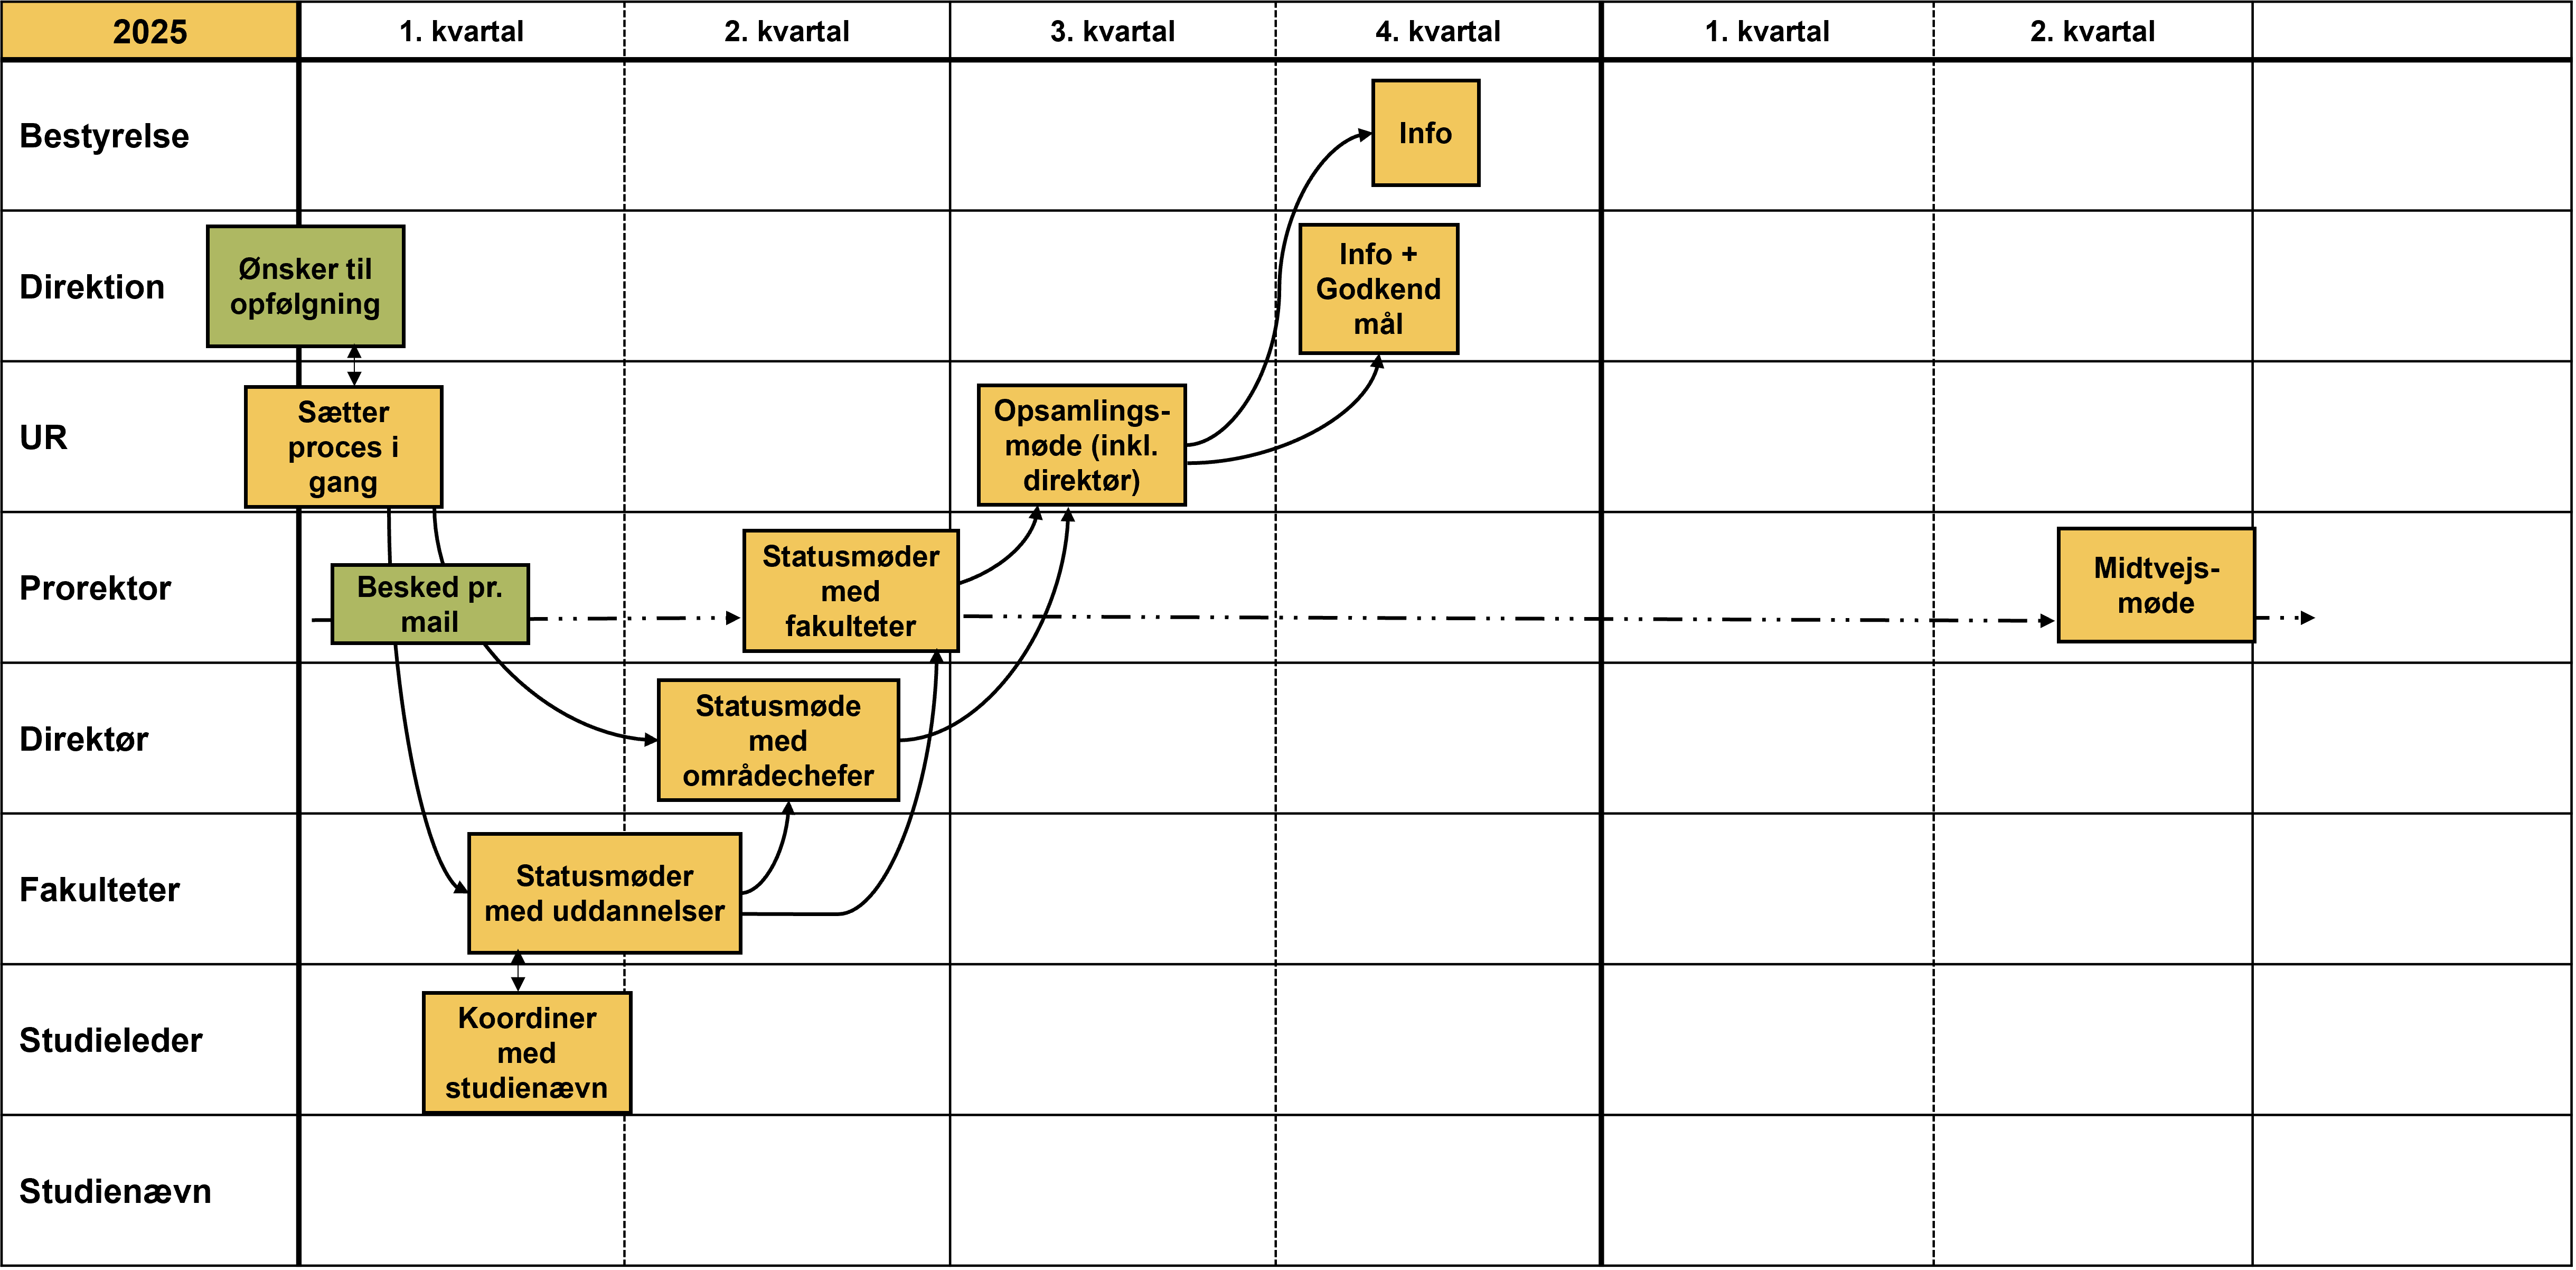 2025
1. kvartal
2. kvartal
3. kvartal
4. kvartal
1. kvartal
2. kvartal
Bestyrelse
Info
Direktion
Ønsker til
opfølgning
Info +
Godkend
mål
UR
Sætter
proces i
gang
Opsamlings-
møde (inkl.
direktør)
Prorektor
Besked pr.
mail
Statusmøder
med
fakulteter
Midtvejs-
møde
Direktør
Statusmøde
med
områdechefer
Fakulteter
Statusmøder
med uddannelser
Studieleder
Koordiner
med
studienævn
Studienævn